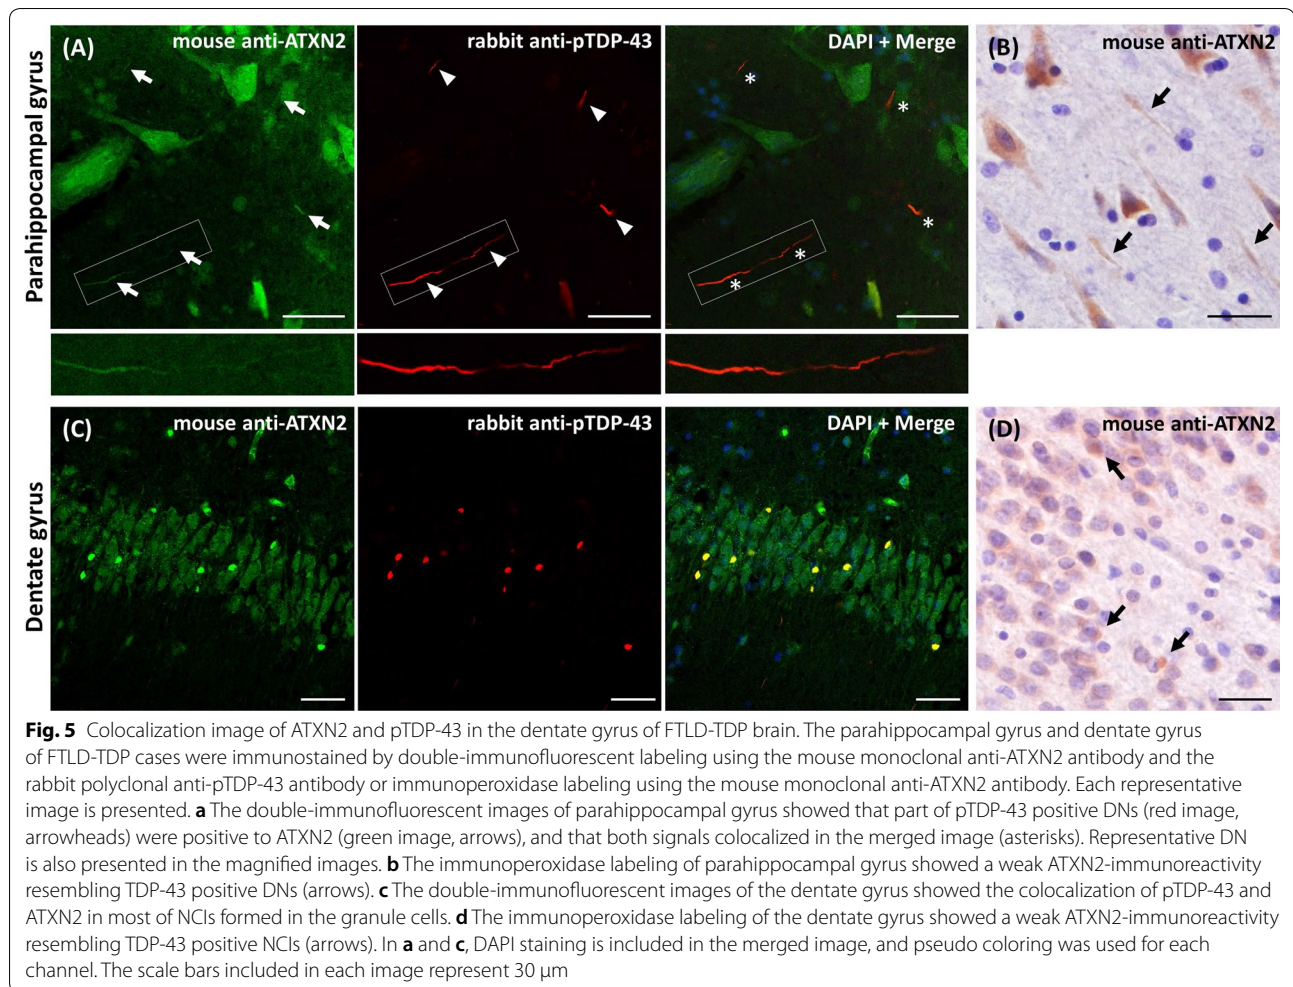 Parahippocampal gyrus
(A) mouse anti-ATXN2
rabbit anti-pTDP-43
DAPI + Merge
(B) mouse anti-ATXN2
*
*
*
*
*
Dentate gyrus
(C) mouse anti-ATXN2
rabbit anti-pTDP-43
DAPI + Merge
(D) mouse anti-ATXN2
Fig. 5 Colocalization image of ATXN2 and pTDP-43 in the dentate gyrus of FTLD-TDP brain. The parahippocampal gyrus and dentate gyrus
of FTLD-TDP cases were immunostained by double-immunofluorescent labeling using the mouse monoclonal anti-ATXN2 antibody and the
rabbit polyclonal anti-pTDP-43 antibody or immunoperoxidase labeling using the mouse monoclonal anti-ATXN2 antibody. Each representative
image is presented. a The double-immunofluorescent images of parahippocampal gyrus showed that part of pTDP-43 positive DNs (red image,
arrowheads) were positive to ATXN2 (green image, arrows), and that both signals colocalized in the merged image (asterisks). Representative DN
is also presented in the magnified images. b The immunoperoxidase labeling of parahippocampal gyrus showed a weak ATXN2-immunoreactivity
resembling TDP-43 positive DNs (arrows). c The double-immunofluorescent images of the dentate gyrus showed the colocalization of pTDP-43 and
ATXN2 in most of NCIs formed in the granule cells. d The immunoperoxidase labeling of the dentate gyrus showed a weak ATXN2-immunoreactivity
resembling TDP-43 positive NCIs (arrows). In a and c, DAPI staining is included in the merged image, and pseudo coloring was used for each
channel. The scale bars included in each image represent 30 µm